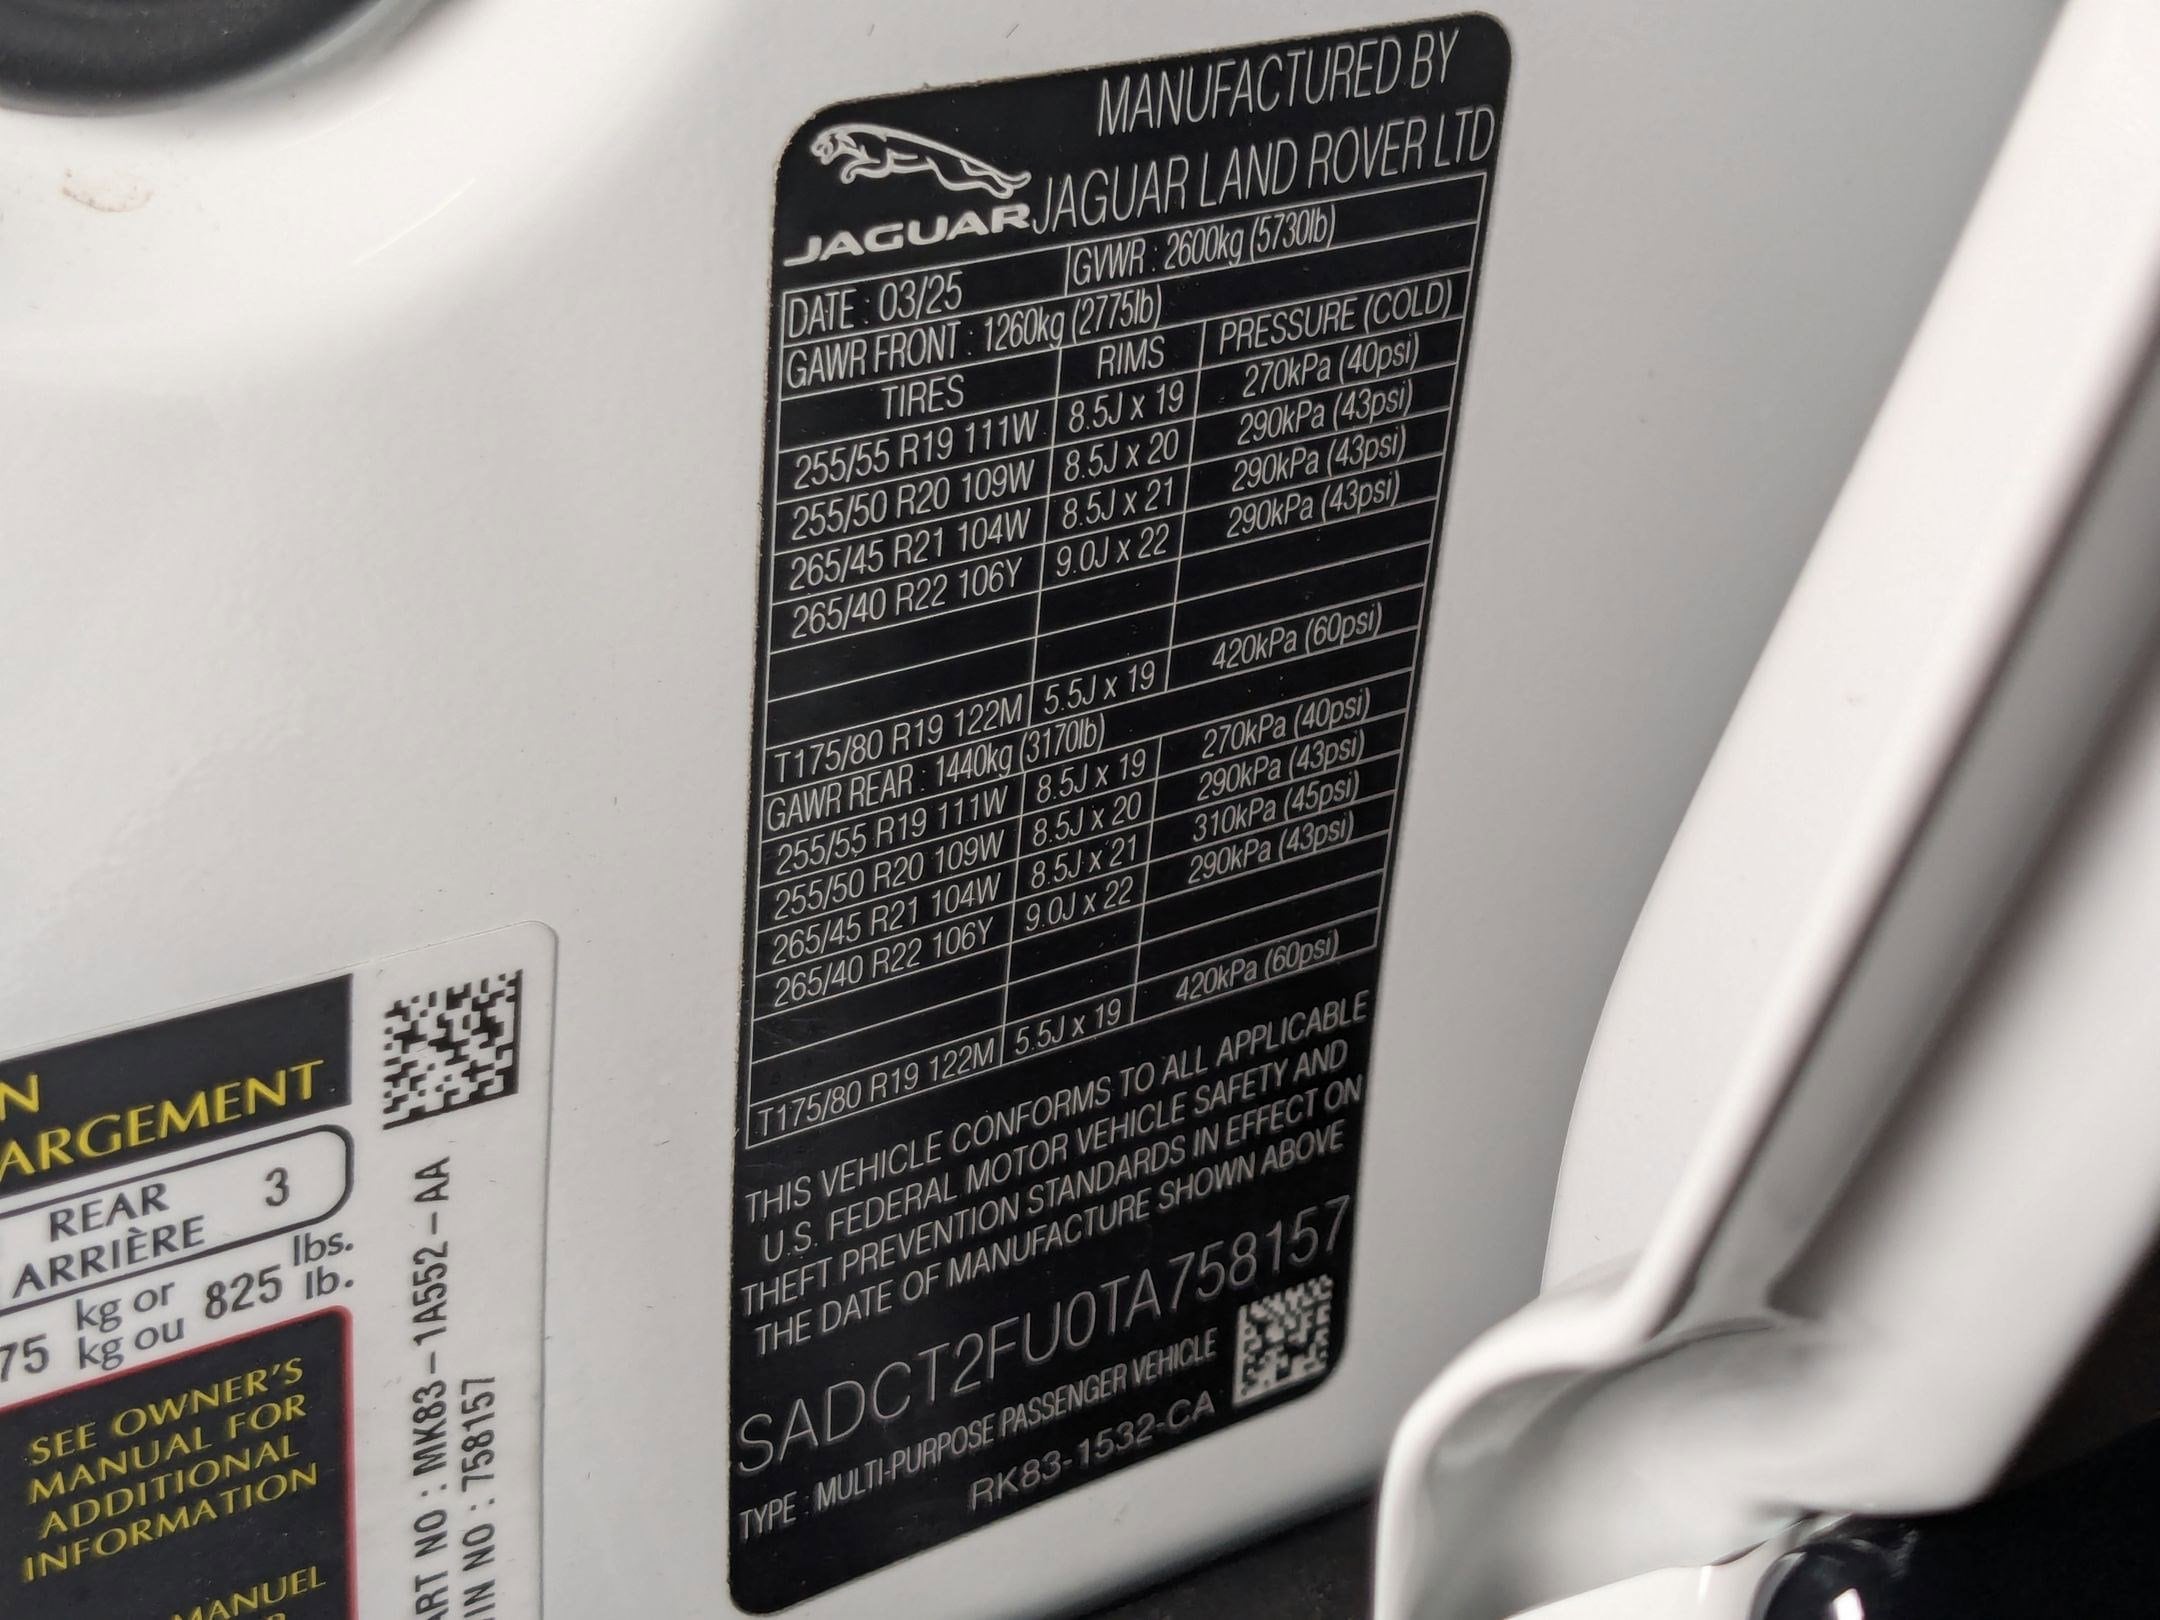 MANUFACTURED BY
JAGUAR JAGUAR LAND ROVER LTD
DATE : 03/25 GVWR : 2600kg (5730lb)
GAWR FRONT : 1260kg (2775lb)
TIRES RIMS PRESSURE (COLD)
255/55 R19 111W 8.5J x 19 270kPa (40psi)
255/50 R20 109W 8.5J x 20 290kPa (43psi)
265/45 R21 104W 8.5J x 21 290kPa (43psi)
265/40 R22 106Y 9.0J x 22 290kPa (43psi)
T175/80 R19 122M 5.5J x 19 420kPa (60psi)
GAWR REAR : 1440kg (3170lb)
255/55 R19 111W 8.5J x 19 270kPa (40psi)
255/50 R20 109W 8.5J x 20 290kPa (43psi)
265/45 R21 104W 8.5J x 21 310kPa (45psi)
265/40 R22 106Y 9.0J x 22 290kPa (43psi)
T175/80 R19 122M 5.5J x 19 420kPa (60psi)
THIS VEHICLE CONFORMS TO ALL APPLICABLE
U.S. FEDERAL MOTOR VEHICLE SAFETY AND
THEFT PREVENTION STANDARDS IN EFFECT ON
THE DATE OF MANUFACTURE SHOWN ABOVE
SADCT2FU0TA758157
TYPE : MULTI-PURPOSE PASSENGER VEHICLE
RK83-1532-CA
N
ARGEMENT
REAR 3
ARRIÈRE
75 kg or 825 lbs.
kg ou lb.
SEE OWNER'S
MANUAL FOR
ADDITIONAL
INFORMATION
MANUEL
ART NO : MK83-1A552-AA
IN NO : 758157